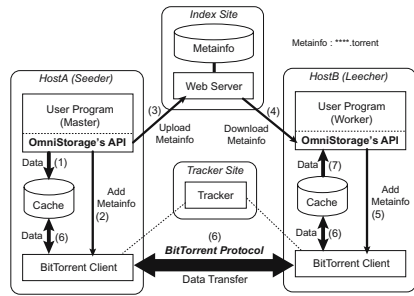 Index Site
Metainfo
Web Server
Metainfo : ****.torrent
HostA (Seeder)
User Program
(Master)
OmniStorage's API
(3)
Upload
Metainfo
(4)
Download
Metainfo
HostB (Leecher)
User Program
(Worker)
OmniStorage's API
Data
(1)
Cache
Data
(6)
Add
Metainfo
(2)
BitTorrent Client
Tracker Site
Tracker
(6)
BitTorrent Protocol
Data Transfer
Data
(7)
Cache
Data
(6)
Add
Metainfo
(5)
BitTorrent Client